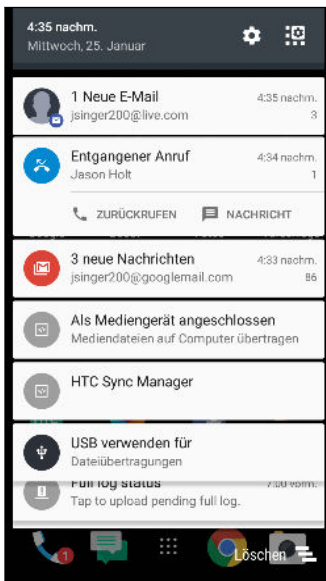 4:35 nachm.
Mittwoch, 25. Januar
1 Neue E-Mail 4:35 nachm.
jsinger200@live.com 3
Entgangener Anruf 4:34 nachm.
Jason Holt 1
ZURÜCKRUFEN NACHRICHT
3 neue Nachrichten 4:33 nachm.
jsinger200@googlemail.com 86
Als Mediengerät angeschlossen
Mediendateien auf Computer übertragen
HTC Sync Manager
USB verwenden für
Dateiübertragungen
Full log status 7:00 vorm.
Tap to upload pending full log.
1
Löschen